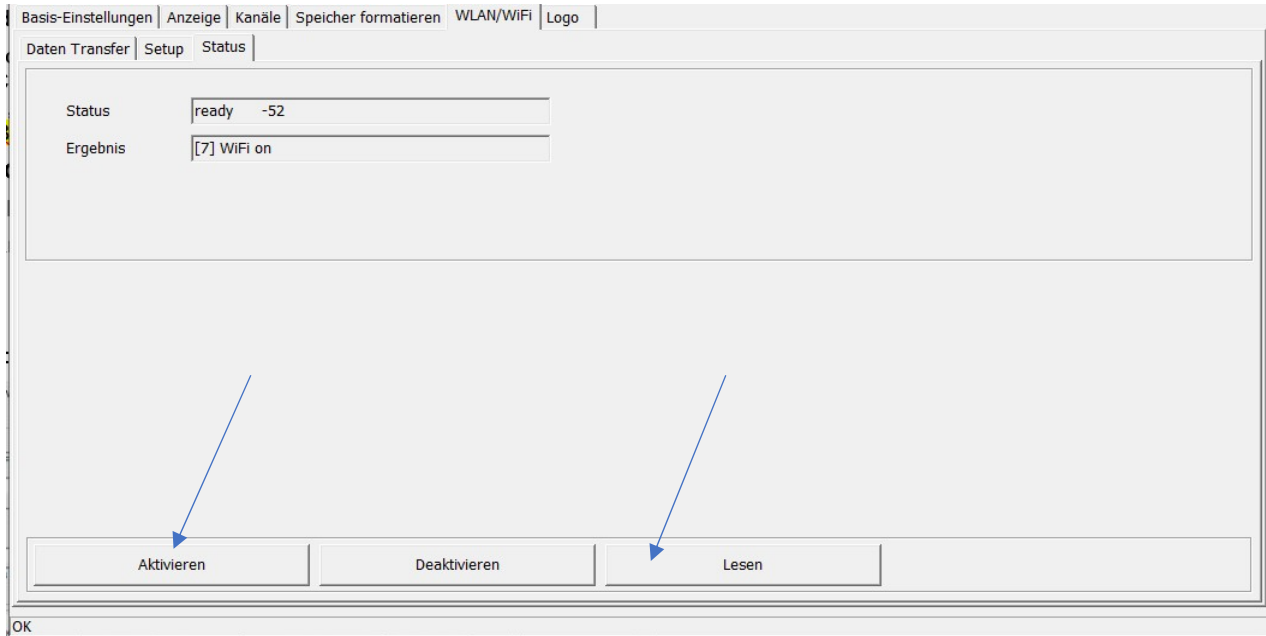 Basis-Einstellungen Anzeige Kanäle Speicher formatieren WLAN/WiFi Logo
Daten Transfer Setup Status
Status ready -52
Ergebnis [7] WiFi on
Aktivieren Deaktivieren Lesen
OK